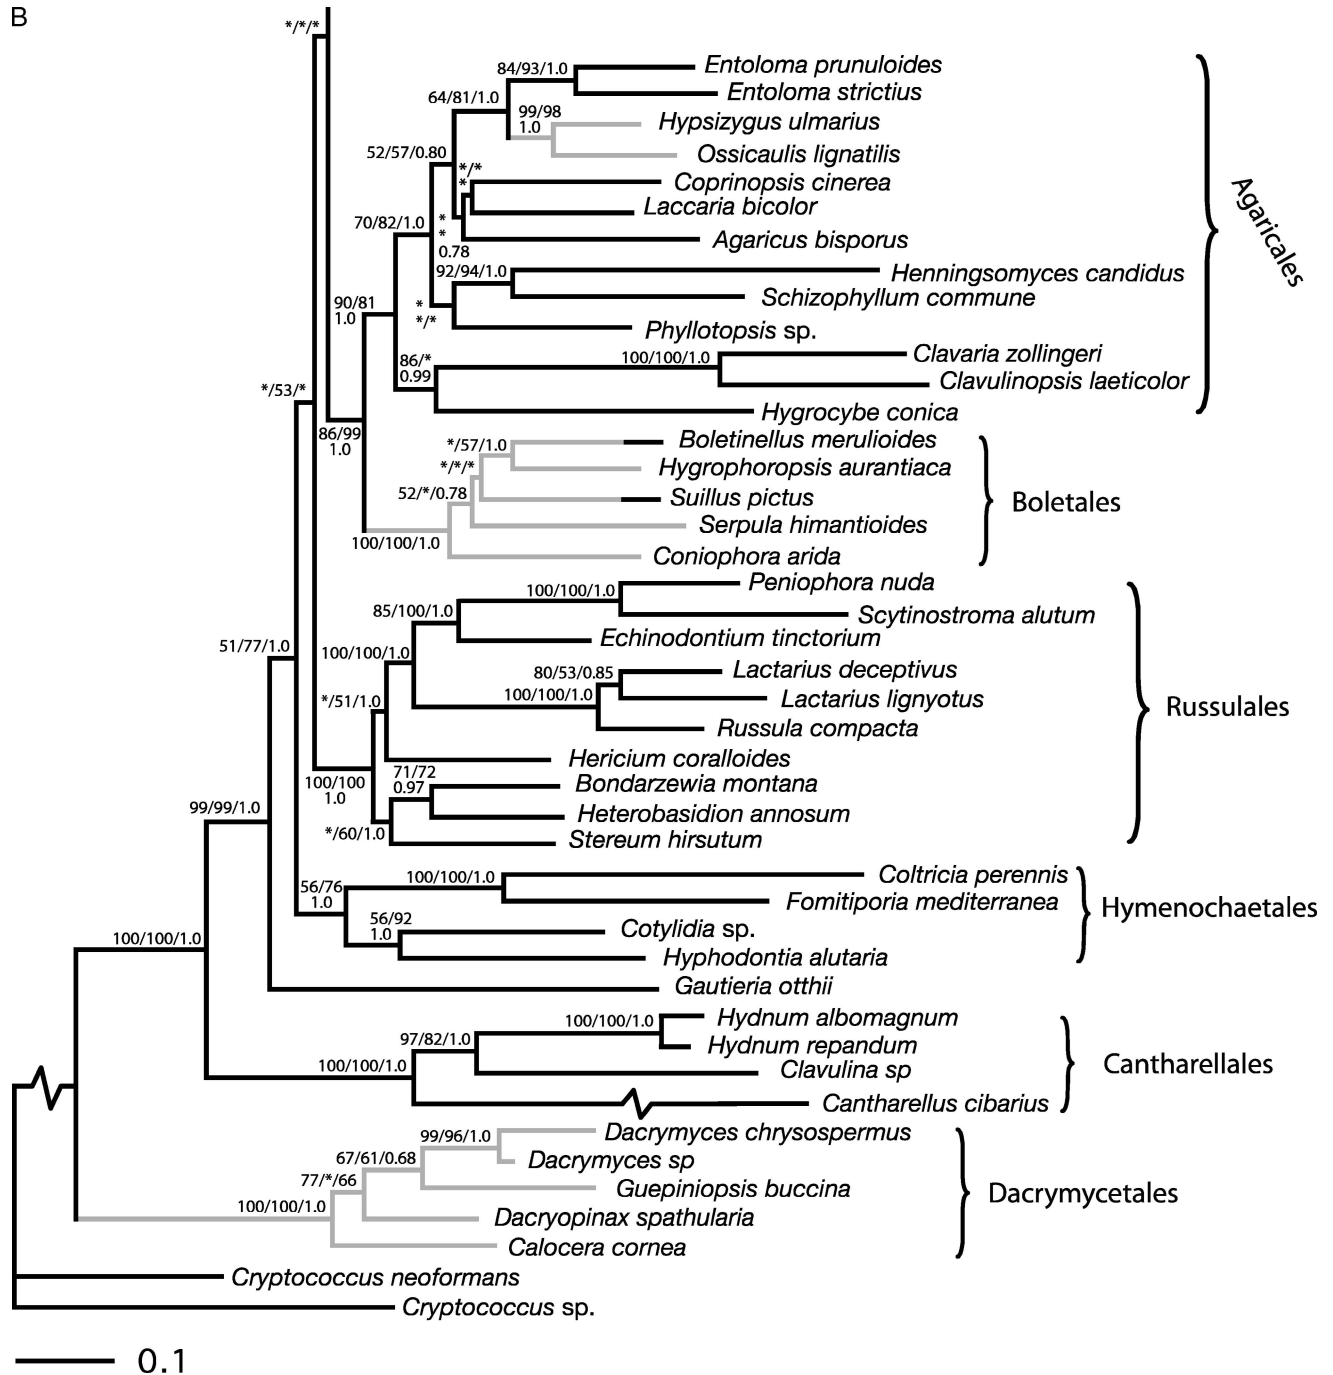 B
*/*/*
Entoloma prunuloides
84/93/1.0
Entoloma strictius
64/81/1.0
99/98
1.0
Hypsizygus ulmarius
52/57/0.80
Ossicaulis lignatilis
*/*
*
Coprinopsis cinerea
Laccaria bicolor
70/82/1.0
*
*
0.78
Agaricus bisporus
92/94/1.0
Henningsomyces candidus
Schizophyllum commune
90/81
1.0
*
*/*
Phyllotopsis sp.
86/*
0.99
100/100/1.0
Clavaria zollingeri
Clavulinopsis laeticolor
Hygrocybe conica
Agaricales
*/53/*
86/99
1.0
*/57/1.0
Boletinellus merulioides
*/*/*
Hygrophoropsis aurantiaca
52/*/0.78
Suillus pictus
Boletales
Serpula himantioides
100/100/1.0
Coniophora arida
Peniophora nuda
100/100/1.0
85/100/1.0
Scytinostroma alutum
Echinodontium tinctorium
51/77/1.0
100/100/1.0
80/53/0.85
Lactarius deceptivus
*/51/1.0
100/100/1.0
Lactarius lignyotus
Russulales
Russula compacta
Hericium coralloides
100/100
1.0
71/72
0.97
Bondarzewia montana
99/99/1.0
Heterobasidion annosum
*/60/1.0
Stereum hirsutum
56/76
1.0
100/100/1.0
Coltricia perennis
Fomitiporia mediterranea
Hymenochaetales
56/92
1.0
Cotylidia sp.
100/100/1.0
Hyphodontia alutaria
Gautieria otthii
100/100/1.0
Hydnum albomagnum
97/82/1.0
Hydnum repandum
100/100/1.0
Clavulina sp
Cantharellales
Cantharellus cibarius
99/96/1.0
Dacrymyces chrysospermus
67/61/0.68
Dacrymyces sp
77/*/66
Guepiniopsis buccina
Dacrymycetales
100/100/1.0
Dacryopinax spathularia
Calocera cornea
Cryptococcus neoformans
Cryptococcus sp.
0.1